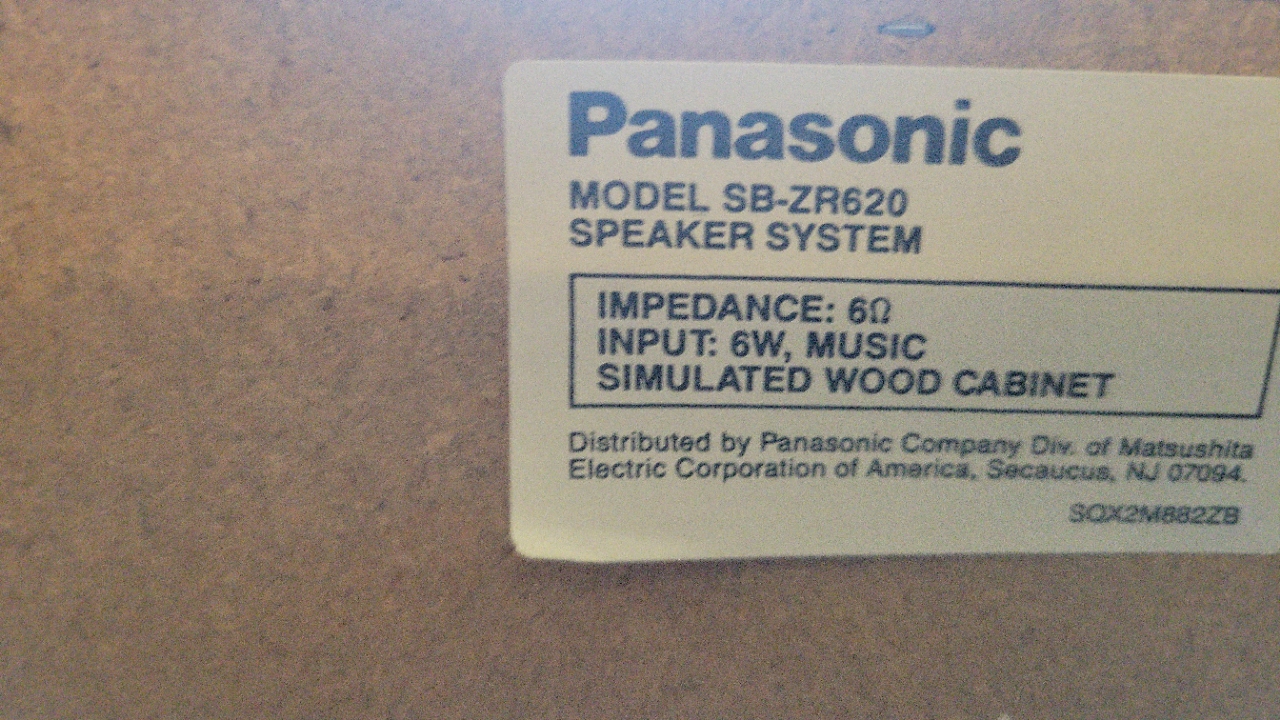 Panasonic
MODEL SB-ZR620
SPEAKER SYSTEM
IMPEDANCE: 6Ω
INPUT: 6W, MUSIC
SIMULATED WOOD CABINET
Distributed by Panasonic Company Div. of Matsushita
Electric Corporation of America, Secaucus, NJ 07094.
SQX2M882ZB